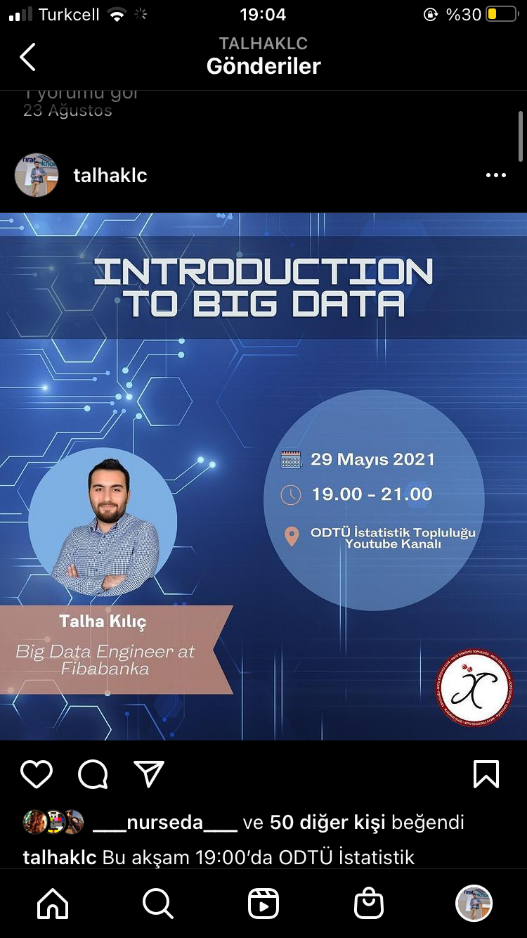 Turkcell
19:04
%30
TALHAKLC
Gönderiler
1 yorumu gör
23 Ağustos
talhaklc
INTRODUCTION
TO BIG DATA
29 Mayıs 2021
19.00 - 21.00
ODTÜ İstatistik Topluluğu
Youtube Kanalı
Talha Kılıç
Big Data Engineer at
Fibabanka
___nurseda___ ve 50 diğer kişi beğendi
talhaklc Bu akşam 19:00'da ODTÜ İstatistik